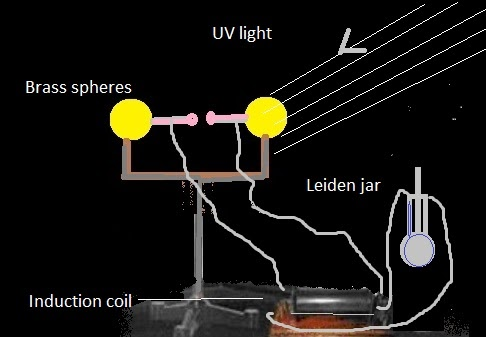 UV light
Brass spheres
Leiden jar
Induction coil